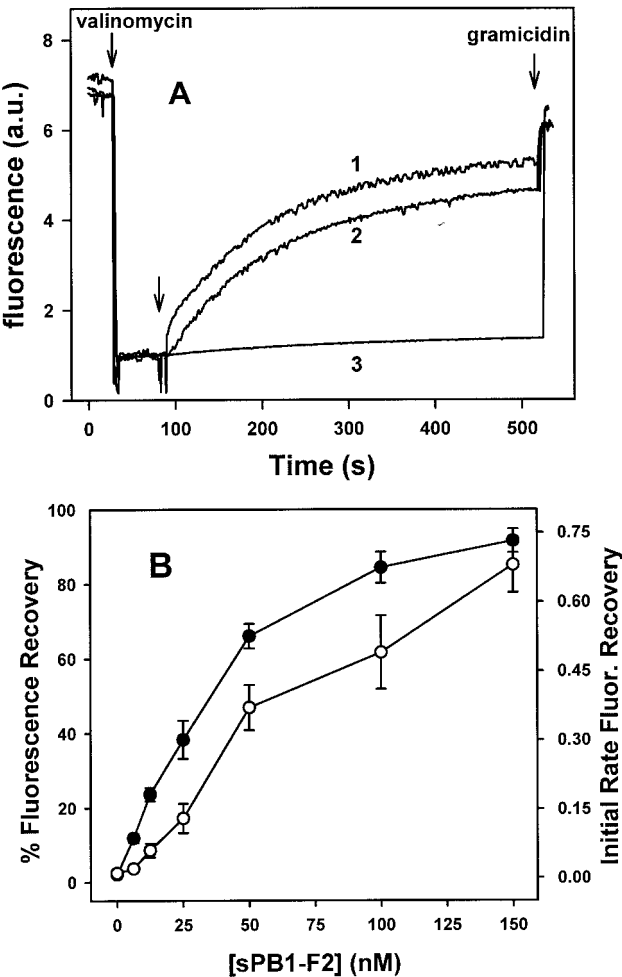 valinomycin
gramicidin
A
8
6
4
2
0
fluorescence (a.u.)
1
2
3
0 100 200 300 400 500
Time (s)
B
100
80
60
40
20
0
% Fluorescence Recovery
0.75
0.60
0.45
0.30
0.15
0.00
Initial Rate Fluor. Recovery
0 25 50 75 100 125 150
[sPB1-F2] (nM)